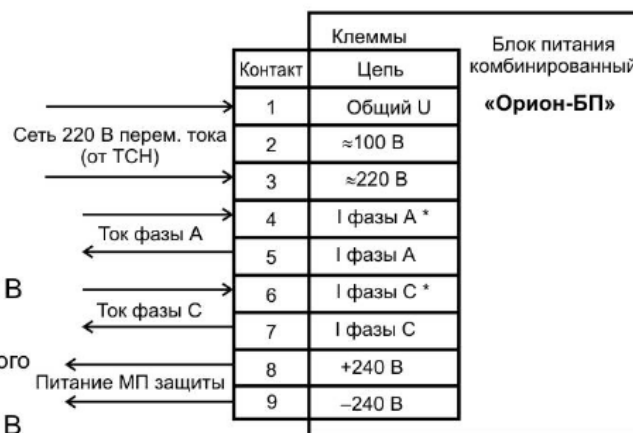 Клеммы
Блок питания
комбинированный
«Орион-БП»
Контакт Цепь
1 Общий U
Сеть 220 В перем. тока
(от ТСН)
2 ≈100 В
3 ≈220 В
4 I фазы А *
Ток фазы А
5 I фазы А
В
6 I фазы С *
Ток фазы С
7 I фазы С
ого
8 +240 В
Питание МП защиты
9 –240 В
В